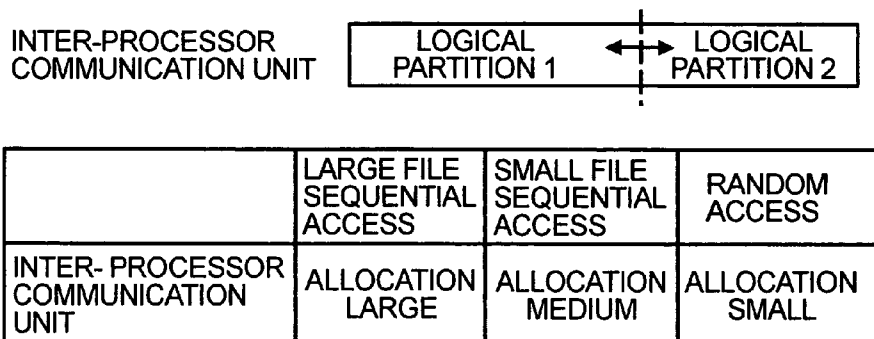 INTER-PROCESSOR
COMMUNICATION UNIT
LOGICAL
PARTITION 1
LOGICAL
PARTITION 2
LARGE FILE
SEQUENTIAL
ACCESS
SMALL FILE
SEQUENTIAL
ACCESS
RANDOM
ACCESS
INTER- PROCESSOR
COMMUNICATION
UNIT
ALLOCATION
LARGE
ALLOCATION
MEDIUM
ALLOCATION
SMALL